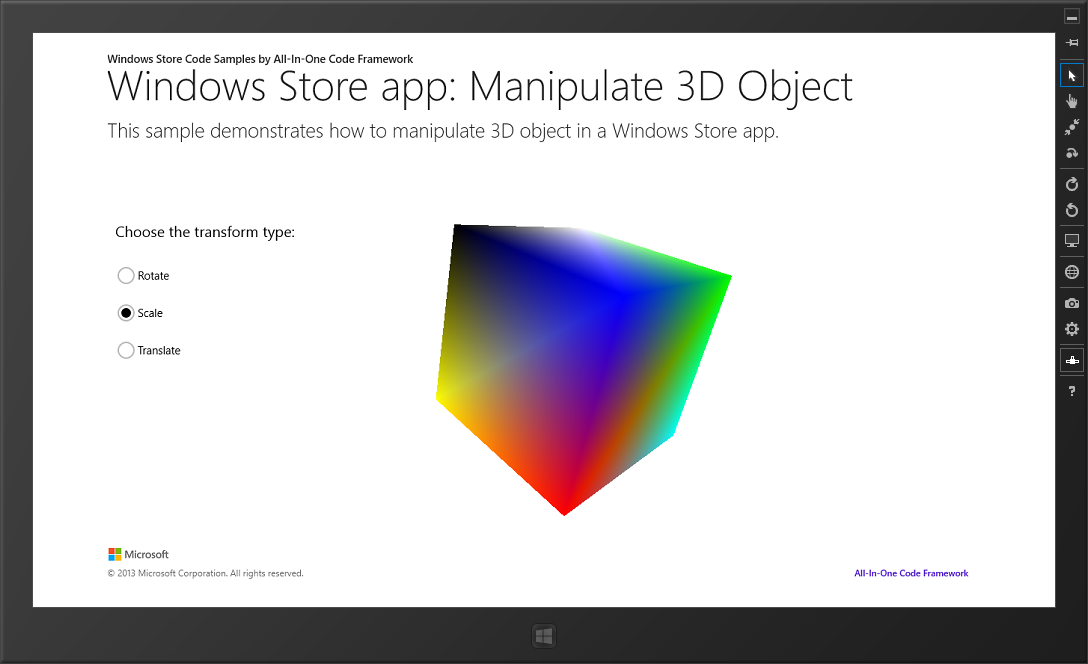 Windows Store Code Samples by All-In-One Code Framework
Windows Store app: Manipulate 3D Object
This sample demonstrates how to manipulate 3D object in a Windows Store app.
Choose the transform type:
Rotate
Scale
Translate
Microsoft
© 2013 Microsoft Corporation. All rights reserved.
All-In-One Code Framework
?